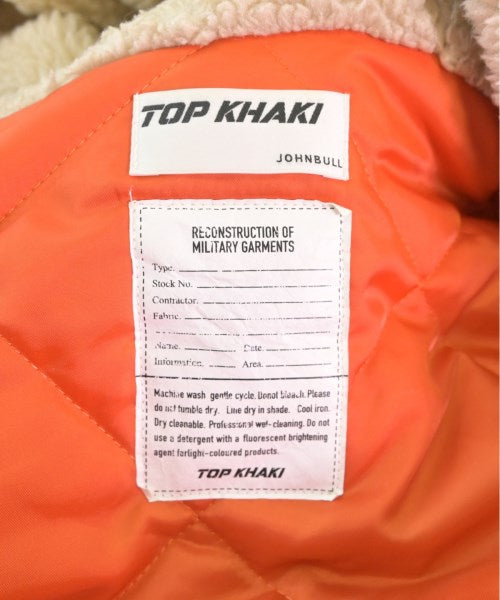 TOP KHAKI
JOHNBULL
RECONSTRUCTION OF
MILITARY GARMENTS
Type.
Stock No.
Contractor.
Fabric.
Name. Date.
Information. Area.
Machine wash gentle cycle. Donot bleach. Please
do not tumble dry. Line dry in shade. Cool iron.
Dry cleanable. Professional wet-cleaning. Do not
use a detergent with a fluorescent brightening
agent forlight-coloured products.
TOP KHAKI